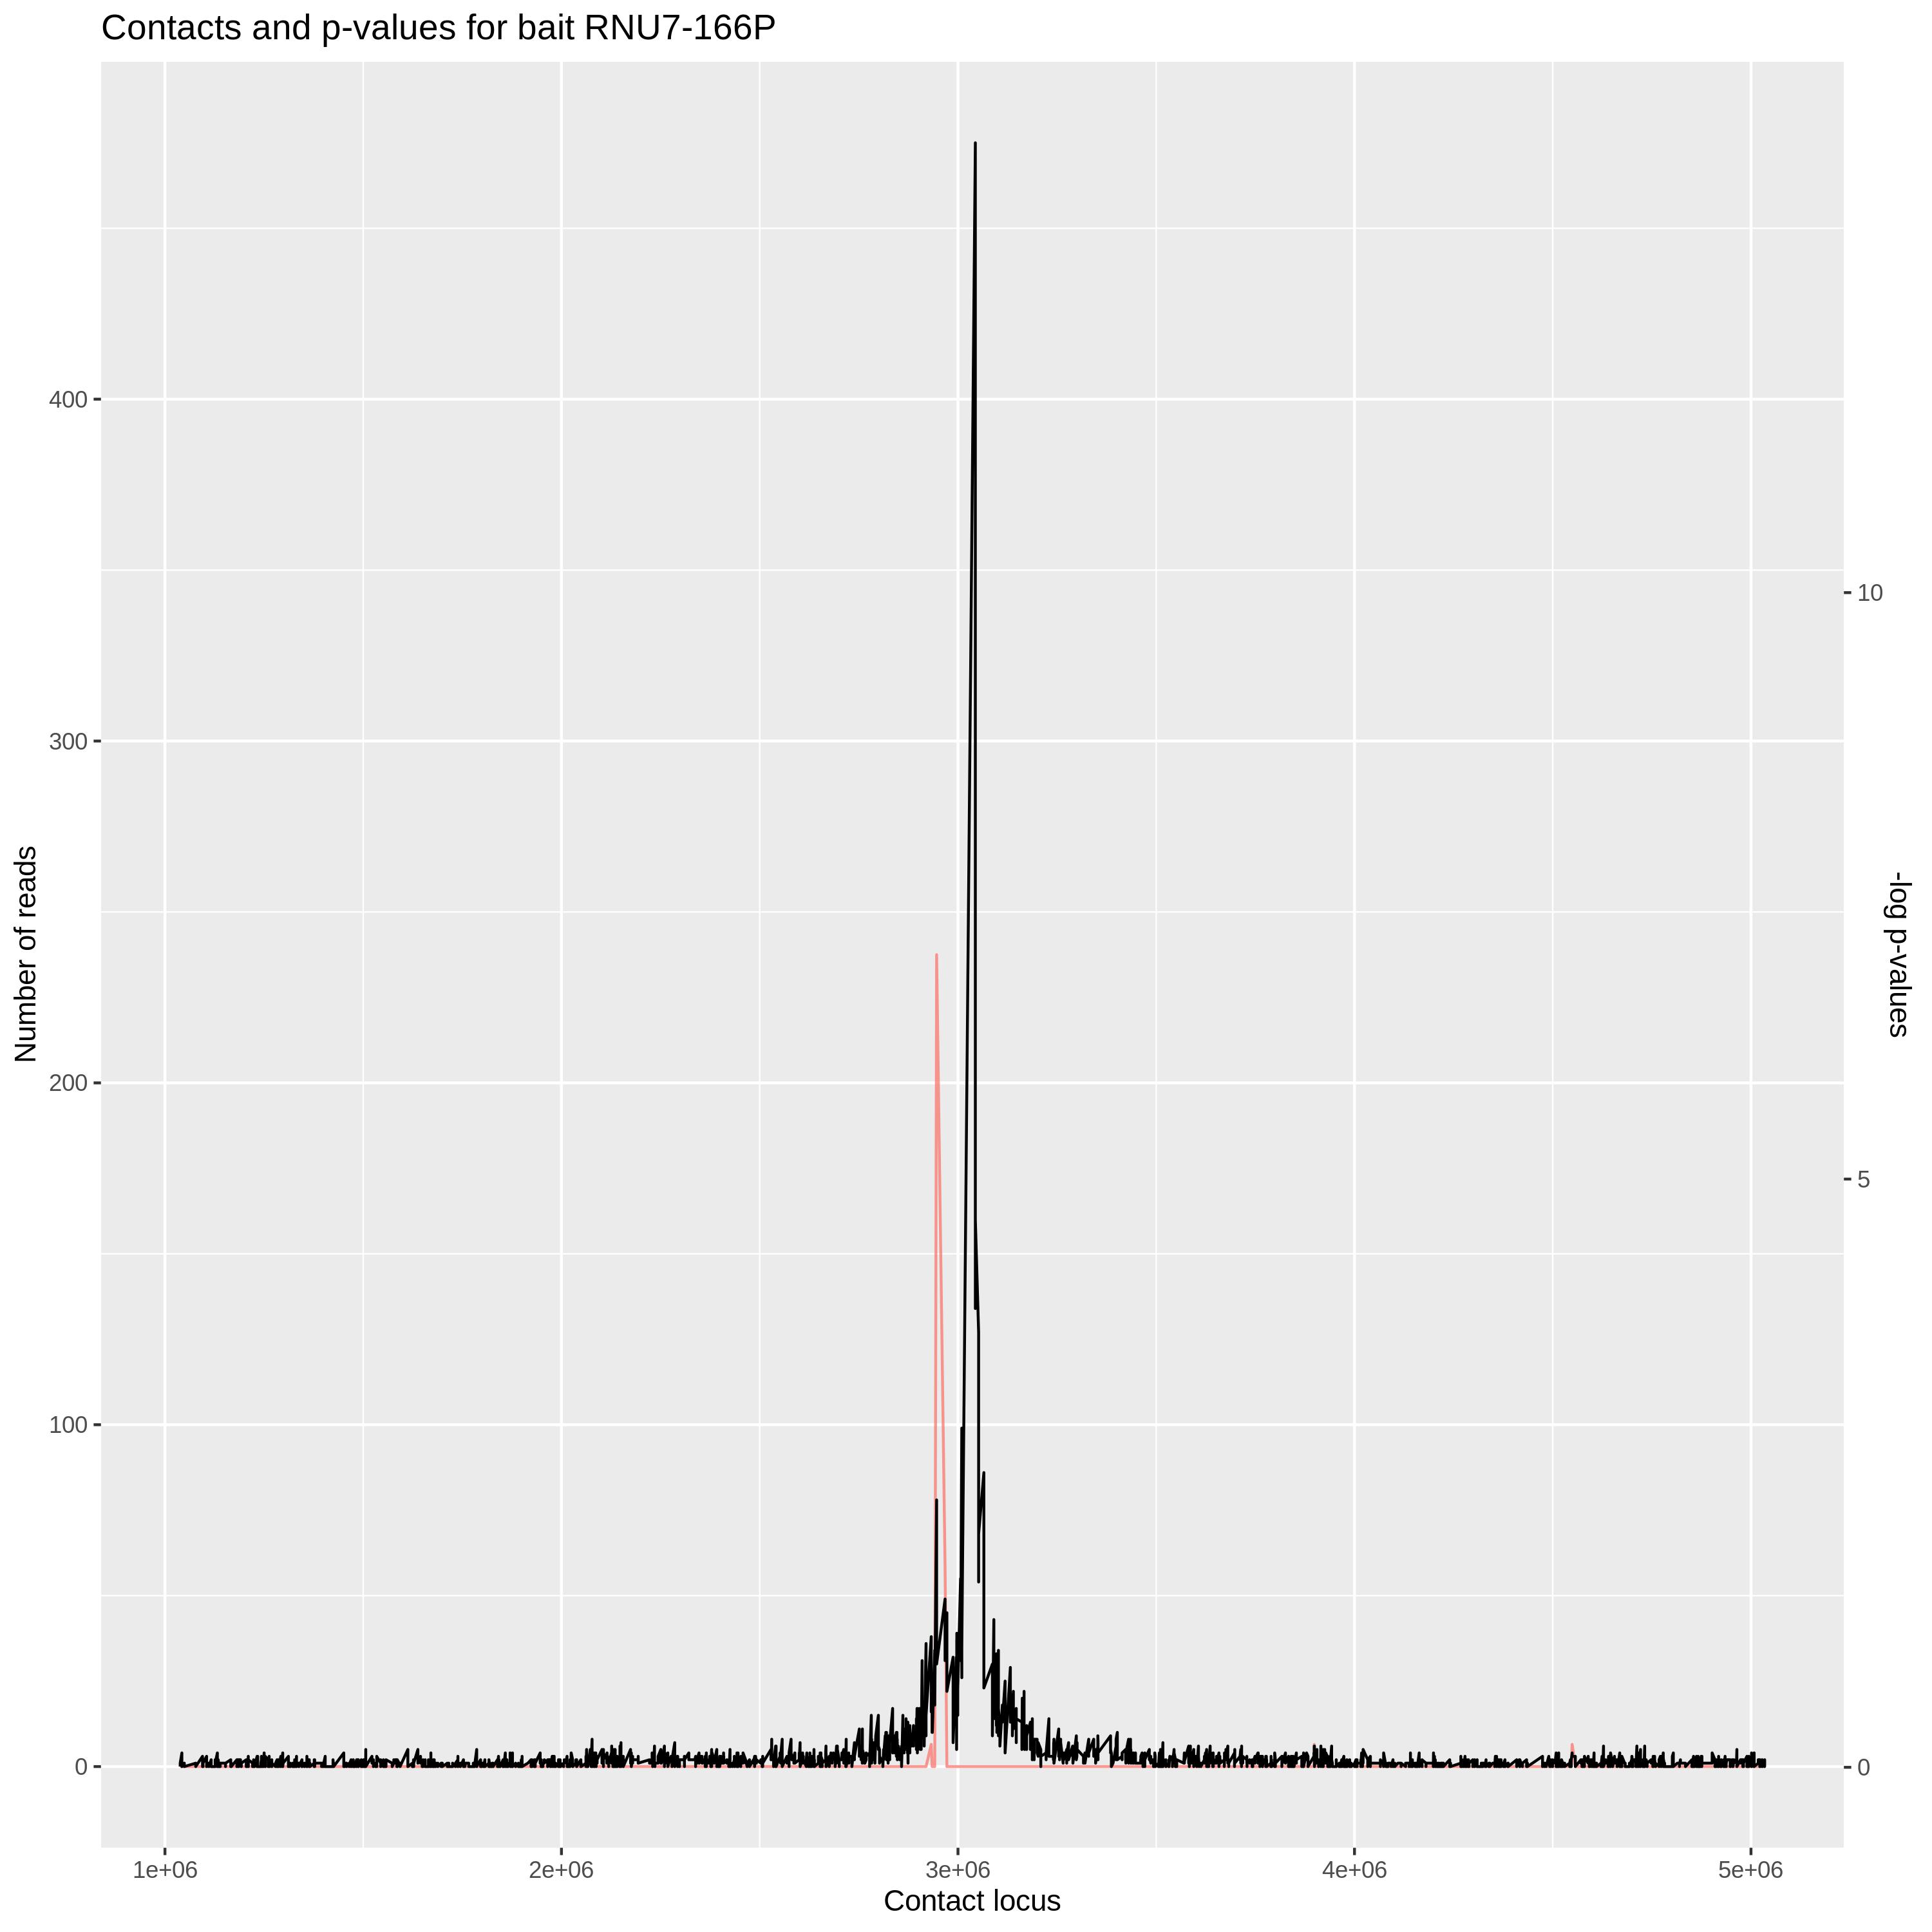 Contacts and p-values for bait RNU7-166P
400
300
200
100
0
Number of reads
10
5
0
-log p-values
1e+06 2e+06 3e+06 4e+06 5e+06
Contact locus